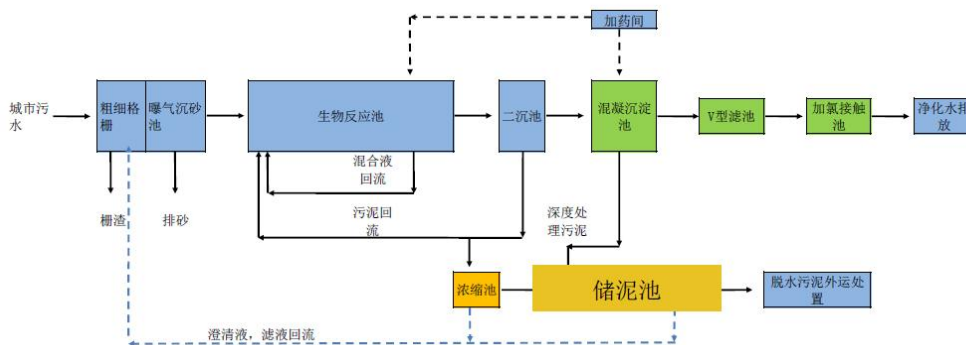 加药间
城市污
水
粗细格
栅
曝气沉砂
池
生物反应池
二沉池
混凝沉淀
池
V型滤池
加氯接触
池
净化水排
放
混合液
回流
栅渣
排砂
污泥回
流
深度处
理污泥
浓缩池
储泥池
脱水污泥外运处
置
澄清液，滤液回流